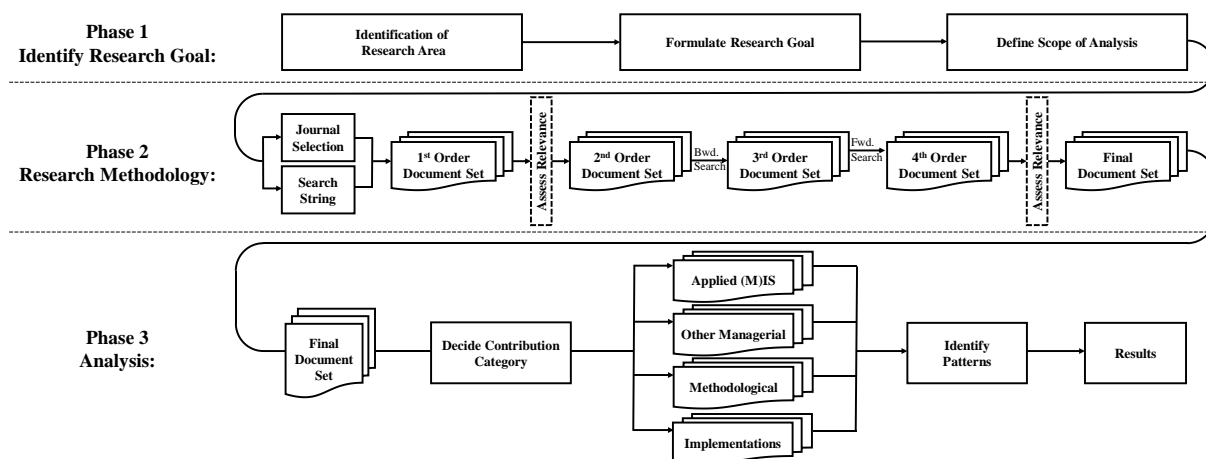 Phase 1
Identify Research Goal:
Identification of
Research Area
Formulate Research Goal
Define Scope of Analysis
Phase 2
Research Methodology:
Journal
Selection
Search
String
1st Order
Document Set
Assess Relevance
2nd Order
Document Set
Bwd.
Search
3rd Order
Document Set
Fwd.
Search
4th Order
Document Set
Assess Relevance
Final
Document Set
Phase 3
Analysis:
Final
Document
Set
Decide Contribution
Category
Applied (M)IS
Other Managerial
Methodological
Implementations
Identify
Patterns
Results